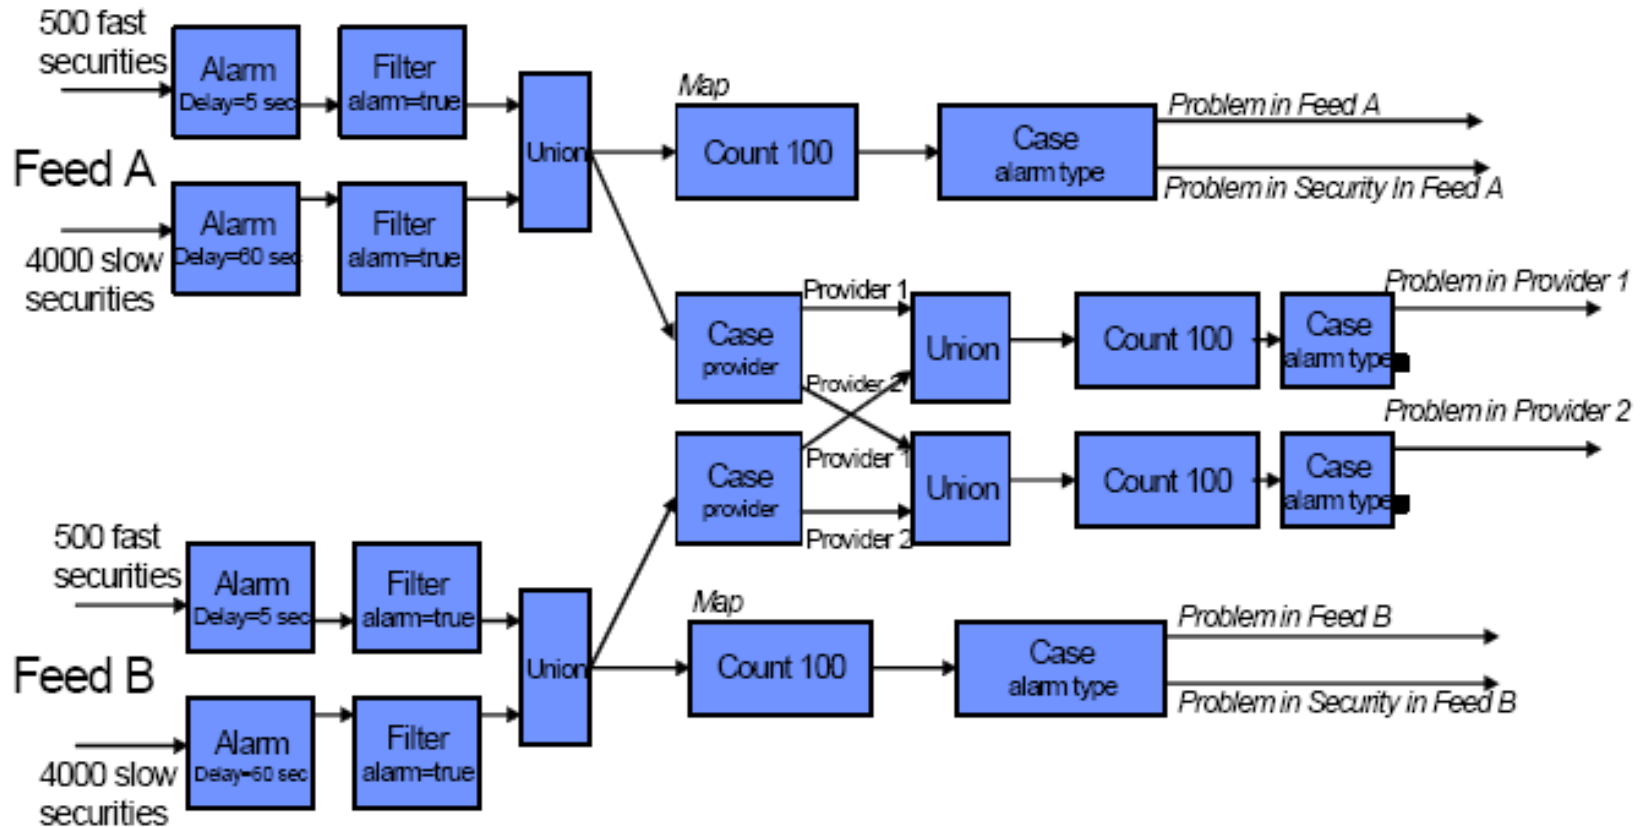 500 fast
securities
Alarm
Delay=5 sec
Filter
alarm=true
Feed A
4000 slow
securities
Alarm
Delay=60 sec
Filter
alarm=true
Union
Map
Count 100
Case
alarm type
Problem in Feed A
Problem in Security In Feed A
Case
provider
Provider 1
Provider 2
Union
Count 100
Case
alarm type
Problem in Provider 1
Case
provider
Provider 1
Provider 2
Union
Count 100
Case
alarm type
Problem in Provider 2
500 fast
securities
Alarm
Delay=5 sec
Filter
alarm=true
Feed B
4000 slow
securities
Alarm
Delay=60 sec
Filter
alarm=true
Union
Map
Count 100
Case
alarm type
Problem in Feed B
Problem in Security in Feed B